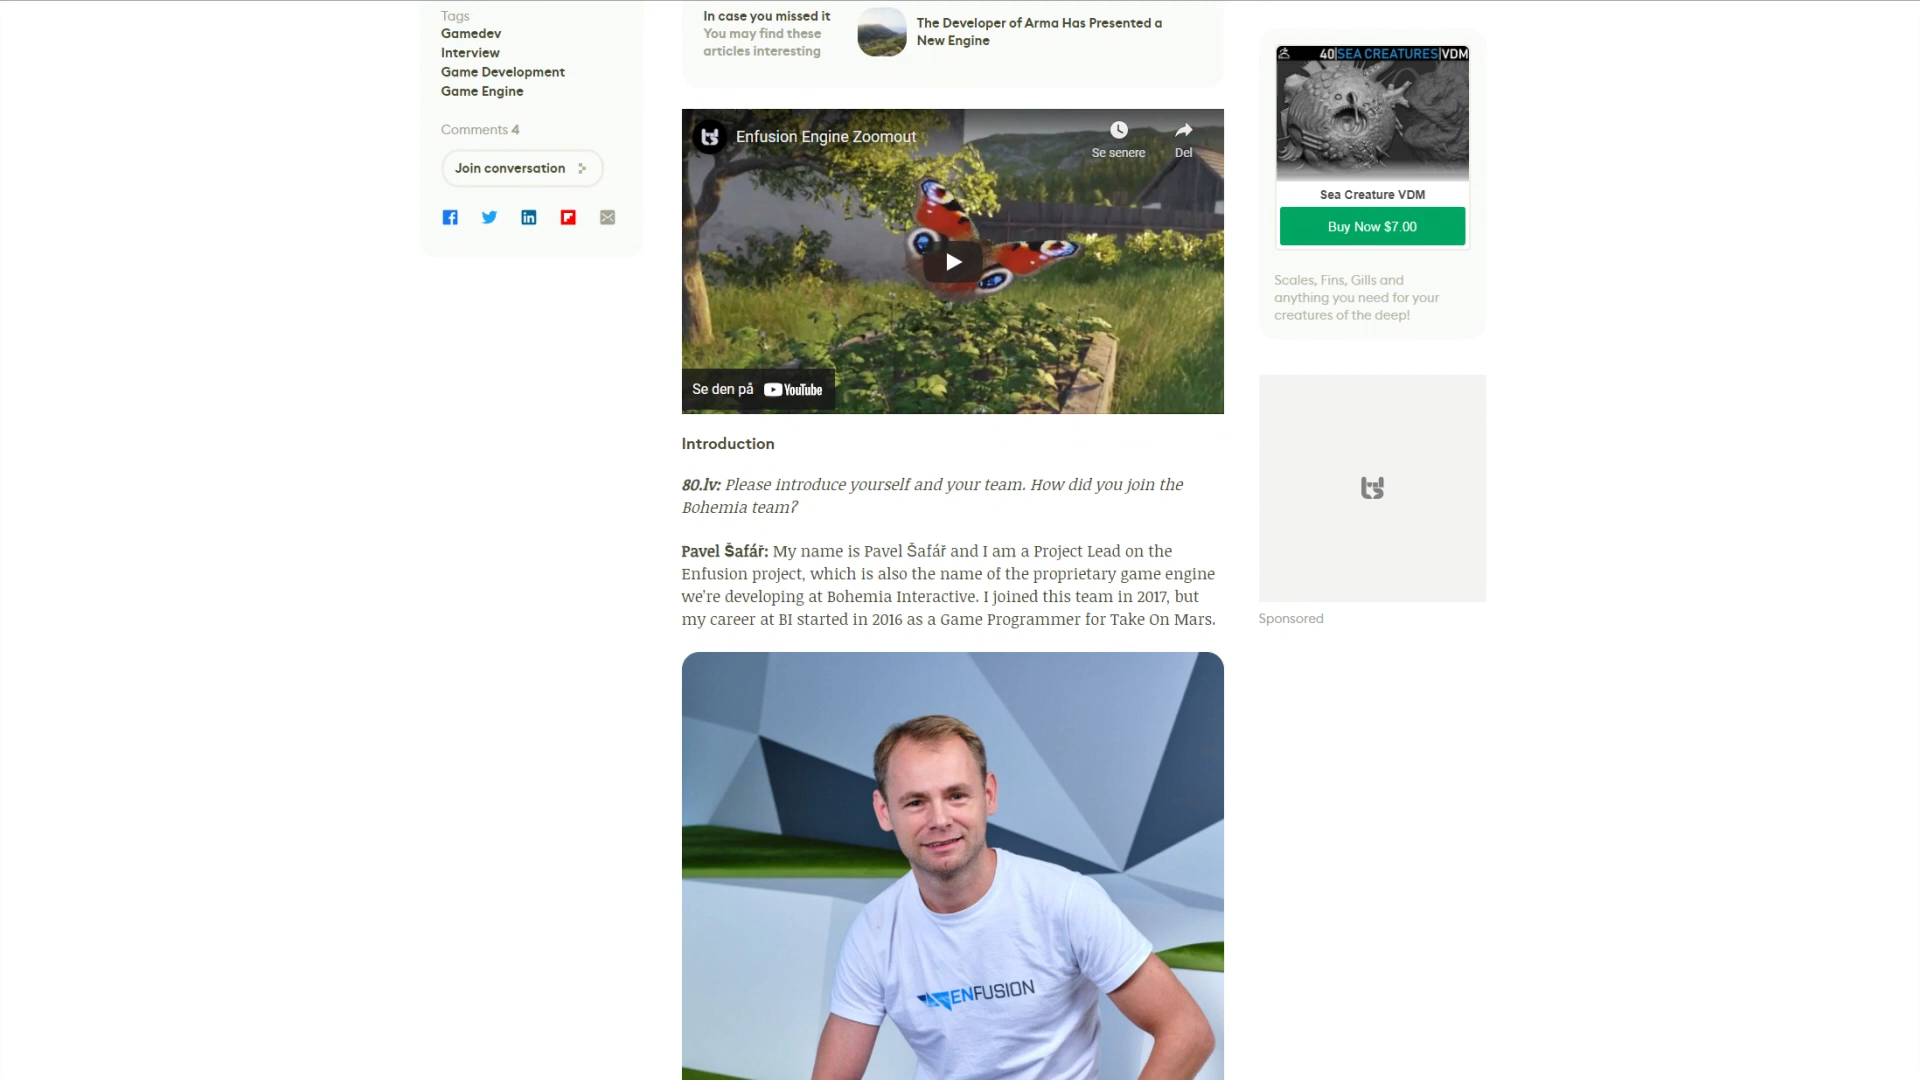 Tags
Gamedev
Interview
Game Development
Game Engine
Comments 4
Join conversation
In case you missed it
You may find these
articles interesting
The Developer of Arma Has Presented a
New Engine
Enfusion Engine Zoomout
Se senere
Del
Se den på YouTube
Introduction
80.lv: Please introduce yourself and your team. How did you join the
Bohemia team?
Pavel Šafář: My name is Pavel Šafář and I am a Project Lead on the
Enfusion project, which is also the name of the proprietary game engine
we're developing at Bohemia Interactive. I joined this team in 2017, but
my career at BI started in 2016 as a Game Programmer for Take On Mars.
ENFUSION
40|SEA CREATURES|VDM
Sea Creature VDM
Buy Now $7.00
Scales, Fins, Gills and
anything you need for your
creatures of the deep!
Sponsored